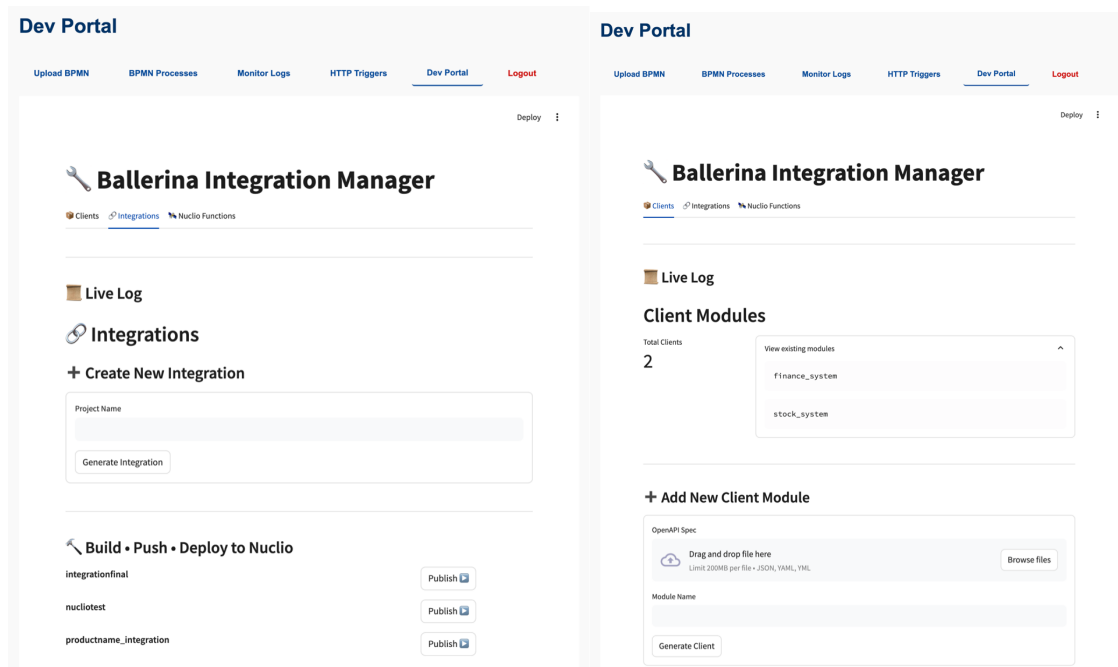 Dev Portal
Upload BPMN BPMN Processes Monitor Logs HTTP Triggers Dev Portal Logout
Deploy
Ballerina Integration Manager
Clients Integrations Nuclio Functions
Live Log
Integrations
Create New Integration
Project Name
Generate Integration
Build • Push • Deploy to Nuclio
integrationfinal Publish
nucliotest Publish
productname_integration Publish
Dev Portal
Upload BPMN BPMN Processes Monitor Logs HTTP Triggers Dev Portal Logout
Deploy
Ballerina Integration Manager
Clients Integrations Nuclio Functions
Live Log
Client Modules
Total Clients
2
View existing modules
finance_system
stock_system
Add New Client Module
OpenAPI Spec
Drag and drop file here
Limit 200MB per file • JSON, YAML, YML
Browse files
Module Name
Generate Client